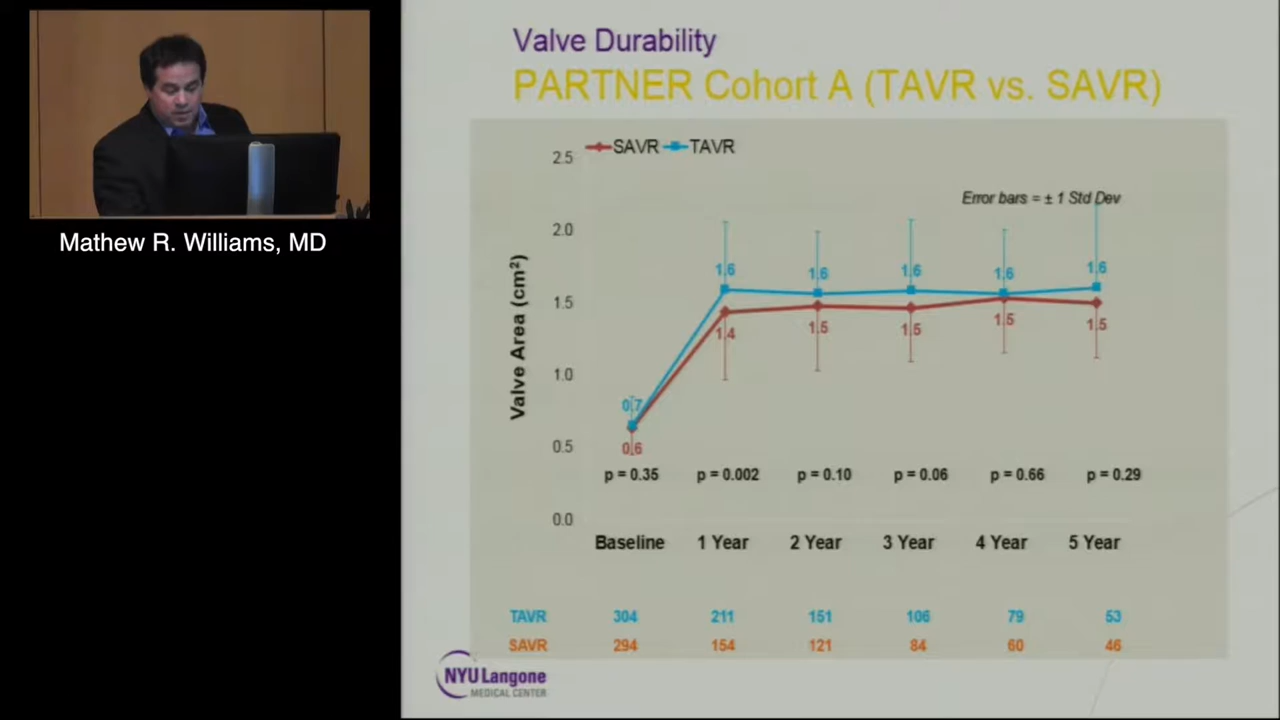 Mathew R. Williams, MD
Valve Durability
PARTNER Cohort A (TAVR vs. SAVR)
SAVR TAVR
Error bars = ± 1 Std Dev
Valve Area (cm²)
2.5
2.0
1.5
1.0
0.5
0.0
1.6 1.6 1.6 1.6 1.6
1.4 1.5 1.5 1.5 1.5
0.7
0.6
p = 0.35 p = 0.002 p = 0.10 p = 0.06 p = 0.66 p = 0.29
Baseline 1 Year 2 Year 3 Year 4 Year 5 Year
TAVR 304 211 151 106 79 53
SAVR 294 154 121 84 60 46
NYU Langone
MEDICAL CENTER